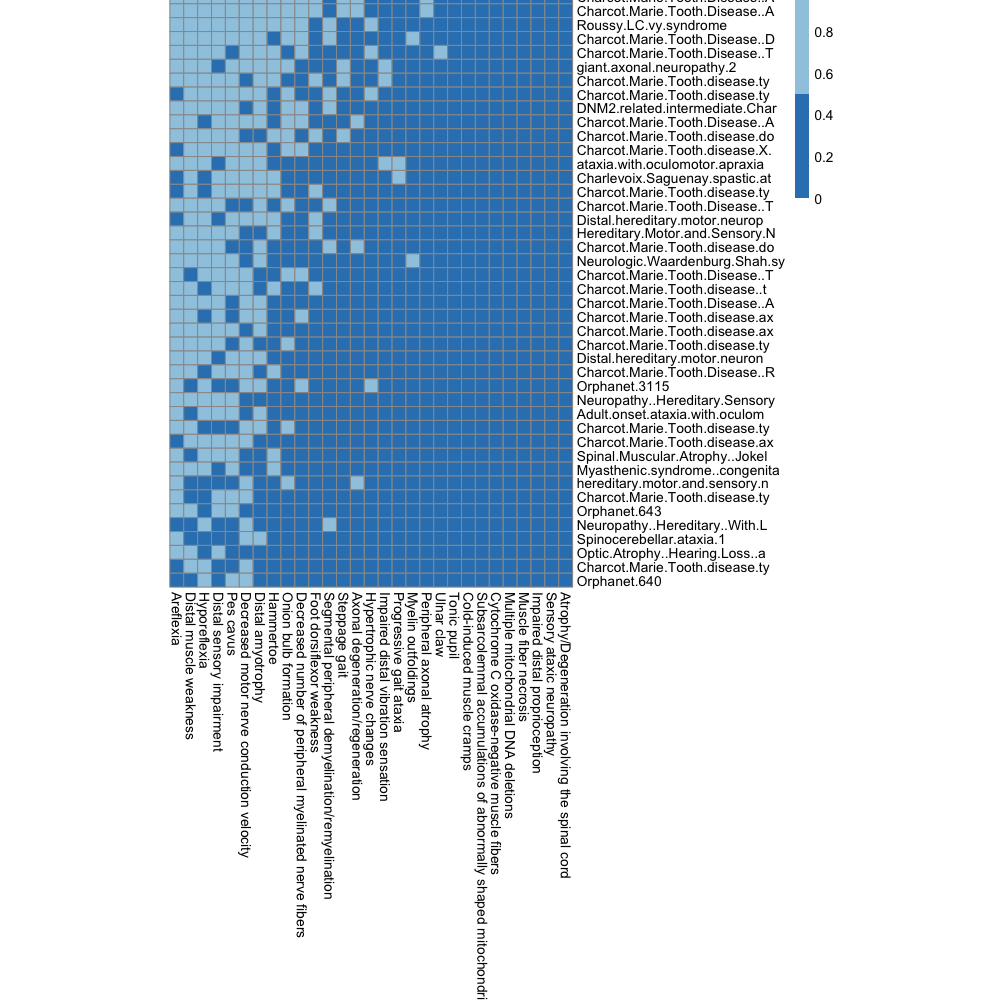 Charcot.Marie.Tooth.Disease..A
Roussy.LC.vy.syndrome
Charcot.Marie.Tooth.Disease..D
Charcot.Marie.Tooth.Disease..T
giant.axonal.neuropathy.2
Charcot.Marie.Tooth.disease.ty
Charcot.Marie.Tooth.disease.ty
DNM2.related.intermediate.Char
Charcot.Marie.Tooth.Disease..A
Charcot.Marie.Tooth.disease.do
Charcot.Marie.Tooth.disease.X.
ataxia.with.oculomotor.apraxia
Charlevoix.Saguenay.spastic.at
Charcot.Marie.Tooth.disease.ty
Charcot.Marie.Tooth.Disease..T
Distal.hereditary.motor.neurop
Hereditary.Motor.and.Sensory.N
Charcot.Marie.Tooth.disease.do
Neurologic.Waardenburg.Shah.sy
Charcot.Marie.Tooth.Disease..T
Charcot.Marie.Tooth.disease..t
Charcot.Marie.Tooth.Disease..A
Charcot.Marie.Tooth.disease.ax
Charcot.Marie.Tooth.disease.ax
Charcot.Marie.Tooth.disease.ty
Distal.hereditary.motor.neuron
Charcot.Marie.Tooth.Disease..R
Orphanet.3115
Neuropathy..Hereditary.Sensory
Adult.onset.ataxia.with.oculom
Charcot.Marie.Tooth.disease.ty
Charcot.Marie.Tooth.disease.ax
Spinal.Muscular.Atrophy..Jokel
Myasthenic.syndrome..congenita
hereditary.motor.and.sensory.n
Charcot.Marie.Tooth.disease.ty
Orphanet.643
Neuropathy..Hereditary..With.L
Spinocerebellar.ataxia.1
Optic.Atrophy..Hearing.Loss..a
Charcot.Marie.Tooth.disease.ty
Orphanet.640
0.8
0.6
0.4
0.2
0
Areflexia
Distal muscle weakness
Hyporeflexia
Distal sensory impairment
Pes cavus
Decreased motor nerve conduction velocity
Distal amyotrophy
Hammertoe
Onion bulb formation
Decreased number of peripheral myelinated nerve fibers
Foot dorsiflexor weakness
Segmental peripheral demyelination/remyelination
Steppage gait
Axonal degeneration/regeneration
Hypertrophic nerve changes
Impaired distal vibration sensation
Progressive gait ataxia
Myelin outfoldings
Peripheral axonal atrophy
Ulnar claw
Tonic pupil
Cold-induced muscle cramps
Subsarcolemmal accumulations of abnormally shaped mitochondri
Cytochrome C oxidase-negative muscle fibers
Multiple mitochondrial DNA deletions
Muscle fiber necrosis
Impaired distal proprioception
Sensory ataxic neuropathy
Atrophy/Degeneration involving the spinal cord